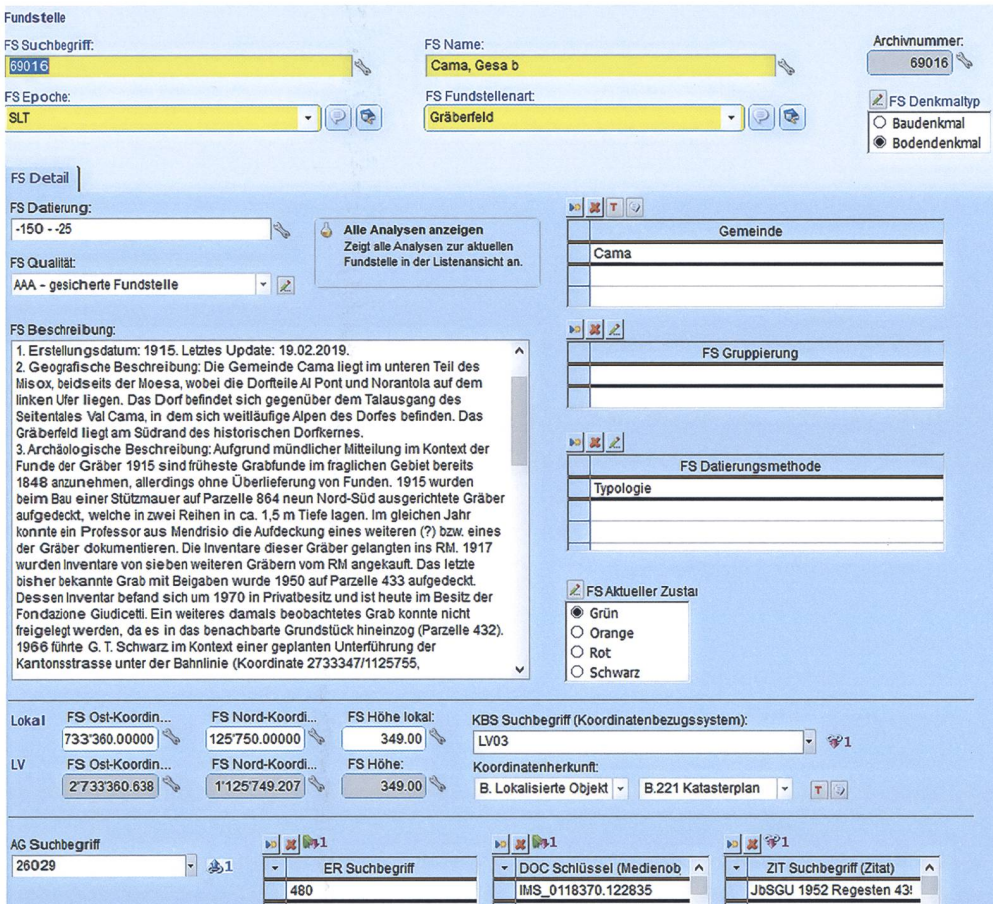 Fundstelle
FS Suchbegriff:
69016
FS Name:
Cama, Gesa b
Archivnummer:
69016
FS Epoche:
SLT
FS Fundstellenart:
Gräberfeld
FS Denkmaltyp
Baudenkmal
Bodendenkmal
FS Detail
FS Datierung:
-150 - -25
Alle Analysen anzeigen
Zeigt alle Analysen zur aktuellen
Fundstelle in der Listenansicht an.
T
Gemeinde
Cama
FS Qualität:
AAA - gesicherte Fundstelle
FS Beschreibung:
1. Erstellungsdatum: 1915. Letztes Update: 19.02.2019.
2. Geografische Beschreibung: Die Gemeinde Cama liegt im unteren Teil des
Misox, beidseits der Moesa, wobei die Dorfteile Al Pont und Norantola auf dem
linken Ufer liegen. Das Dorf befindet sich gegenüber dem Talausgang des
Seitentales Val Cama, in dem sich weitläufige Alpen des Dorfes befinden. Das
Gräberfeld liegt am Südrand des historischen Dorfkernes.
3. Archäologische Beschreibung: Aufgrund mündlicher Mitteilung im Kontext der
Funde der Gräber 1915 sind früheste Grabfunde im fraglichen Gebiet bereits
1848 anzunehmen, allerdings ohne Überlieferung von Funden. 1915 wurden
beim Bau einer Stützmauer auf Parzelle 864 neun Nord-Süd ausgerichtete Gräber
aufgedeckt, welche in zwei Reihen in ca. 1,5 m Tiefe lagen. Im gleichen Jahr
konnte ein Professor aus Mendrisio die Aufdeckung eines weiteren (?) bzw. eines
der Gräber dokumentieren. Die Inventare dieser Gräber gelangten ins RM. 1917
wurden Inventare von sieben weiteren Gräbern vom RM angekauft. Das letzte
bisher bekannte Grab mit Beigaben wurde 1950 auf Parzelle 433 aufgedeckt.
Dessen Inventar befand sich um 1970 in Privatbesitz und ist heute im Besitz der
Fondazione Giudicetti. Ein weiteres damals beobachtetes Grab konnte nicht
freigelegt werden, da es in das benachbarte Grundstück hineinzog (Parzelle 432).
1966 führte G. T. Schwarz im Kontext einer geplanten Unterführung der
Kantonsstrasse unter der Bahnlinie (Koordinate 2733347/1125755,
FS Gruppierung
FS Datierungsmethode
Typologie
FS Aktueller Zustai
Grün
Orange
Rot
Schwarz
Lokal
FS Ost-Koordin...
733'360.00000
FS Nord-Koordi...
125'750.00000
FS Höhe lokal:
349.00
KBS Suchbegriff (Koordinatenbezugssystem):
LV03
1
LV
FS Ost-Koordin...
2'733'360.638
FS Nord-Koordi...
1'125'749.207
FS Höhe:
349.00
Koordinatenherkunft:
B. Lokalisierte Objekt
B.221 Katasterplan
T
AG Suchbegriff
26029
1
1
ER Suchbegriff
480
1
DOC Schlüssel (Medienob
IMS_0118370.122835
1
ZIT Suchbegriff (Zitat)
JbSGU 1952 Regesten 43